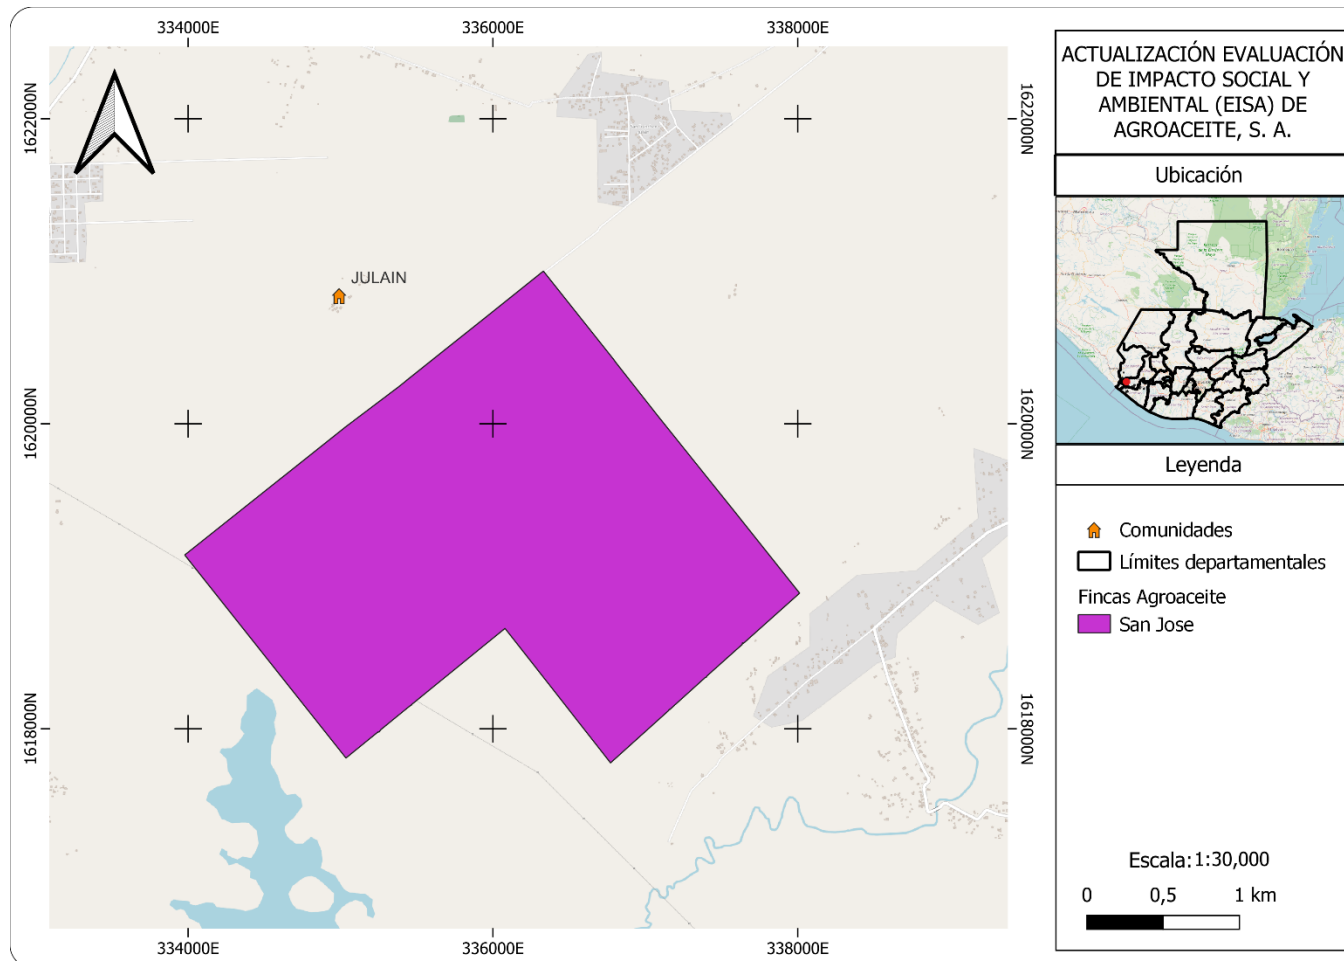 334000E
336000E
338000E
1622000N
1622000N
JULAIN
1620000N
1620000N
1618000N
1618000N
334000E
336000E
338000E
ACTUALIZACIÓN EVALUACIÓN
DE IMPACTO SOCIAL Y
AMBIENTAL (EISA) DE
AGROACEITE, S. A.
Ubicación
Leyenda
Comunidades
Límites departamentales
Fincas Agroaceite
San Jose
Escala: 1:30,000
0 0,5 1 km